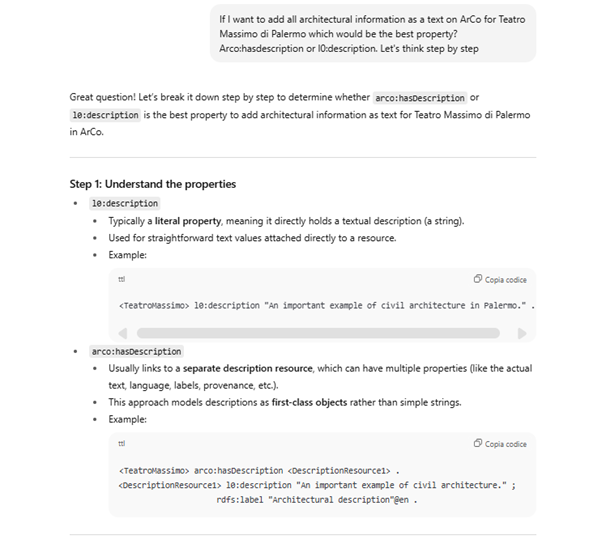 If I want to add all architectural information as a text on ArCo for Teatro
Massimo di Palermo which would be the best property?
Arco:hasdescription or l0:description. Let's think step by step
Great question! Let's break it down step by step to determine whether arco:hasDescription or
l0:description is the best property to add architectural information as text for Teatro Massimo di Palermo
in ArCo.
Step 1: Understand the properties
• l0:description
• Typically a literal property, meaning it directly holds a textual description (a string).
• Used for straightforward text values attached directly to a resource.
• Example:
ttl Copia codice
<TeatroMassimo> l0:description "An important example of civil architecture in Palermo." .
• arco:hasDescription
• Usually links to a separate description resource, which can have multiple properties (like the actual
text, language, labels, provenance, etc.).
• This approach models descriptions as first-class objects rather than simple strings.
• Example:
ttl Copia codice
<TeatroMassimo> arco:hasDescription <DescriptionResource1> .
<DescriptionResource1> l0:description "An important example of civil architecture." ;
rdfs:label "Architectural description"@en .